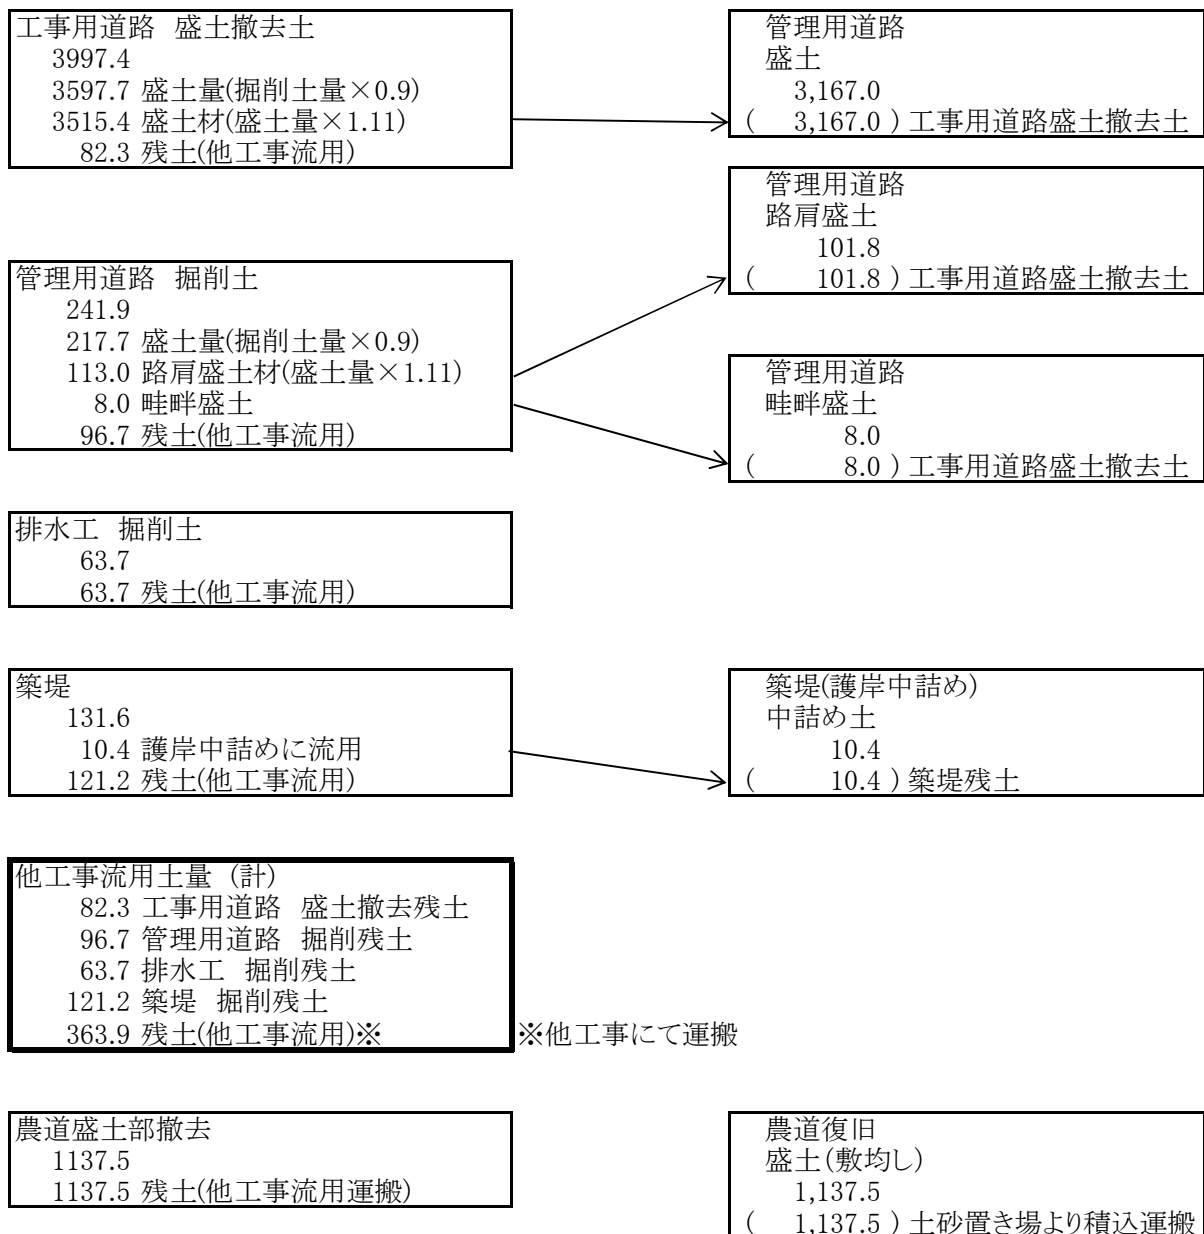 工事用道路 盛土撤去土
3997.4
3597.7 盛土量(掘削土量×0.9)
3515.4 盛土材(盛土量×1.11)
82.3 残土(他工事流用)
管理用道路
盛土
3,167.0
( 3,167.0 ) 工事用道路盛土撤去土
管理用道路
路肩盛土
101.8
( 101.8 ) 工事用道路盛土撤去土
管理用道路 掘削土
241.9
217.7 盛土量(掘削土量×0.9)
113.0 路肩盛土材(盛土量×1.11)
8.0 畦畔盛土
96.7 残土(他工事流用)
管理用道路
畦畔盛土
8.0
( 8.0 ) 工事用道路盛土撤去土
排水工 掘削土
63.7
63.7 残土(他工事流用)
築堤
131.6
10.4 護岸中詰めに流用
121.2 残土(他工事流用)
築堤(護岸中詰め)
中詰め土
10.4
( 10.4 ) 築堤残土
他工事流用土量 (計)
82.3 工事用道路 盛土撤去残土
96.7 管理用道路 掘削残土
63.7 排水工 掘削残土
121.2 築堤 掘削残土
363.9 残土(他工事流用)※
※他工事にて運搬
農道盛土部撤去
1137.5
1137.5 残土(他工事流用運搬)
農道復旧
盛土(敷均し)
1,137.5
( 1,137.5 ) 土砂置き場より積込運搬